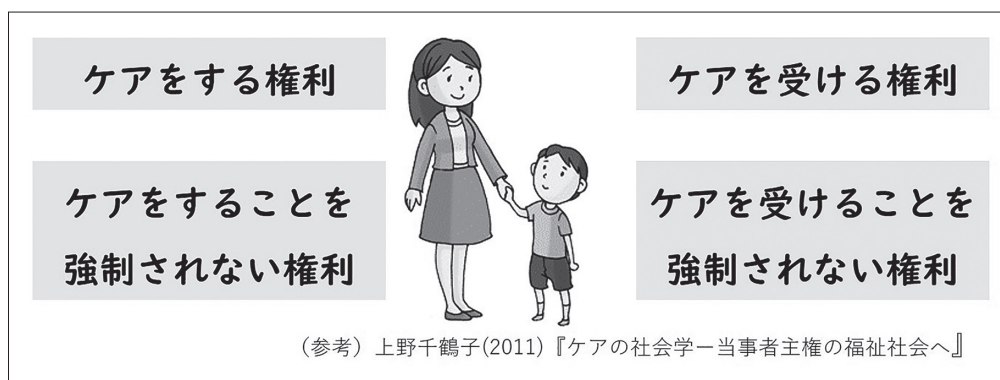 ケアをする権利
ケアを受ける権利
ケアをすることを
強制されない権利
ケアを受けることを
強制されない権利
（参考）上野千鶴子(2011)『ケアの社会学ー当事者主権の福祉社会へ』